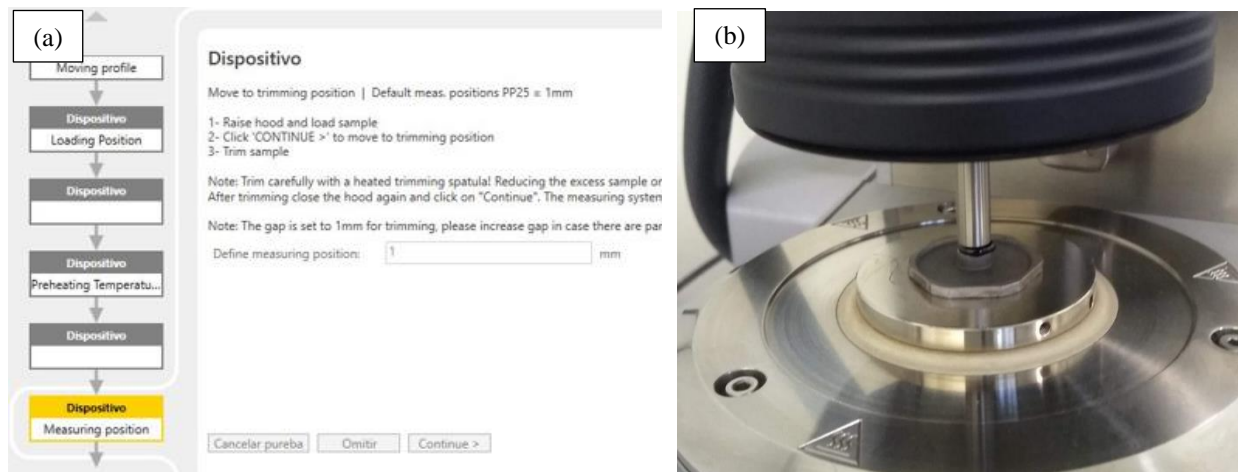 (a)
Moving profile
Dispositivo
Loading Position
Dispositivo
Dispositivo
Preheating Temperatu...
Dispositivo
Dispositivo
Measuring position
Dispositivo
Move to trimming position | Default meas. positions PP25 = 1mm
1- Raise hood and load sample
2- Click 'CONTINUE >' to move to trimming position
3- Trim sample
Note: Trim carefully with a heated trimming spatula! Reducing the excess sample or
After trimming close the hood again and click on "Continue". The measuring system
Note: The gap is set to 1mm for trimming, please increase gap in case there are par
Define measuring position: 1 mm
Cancelar pureba Omitir Continue >
(b)